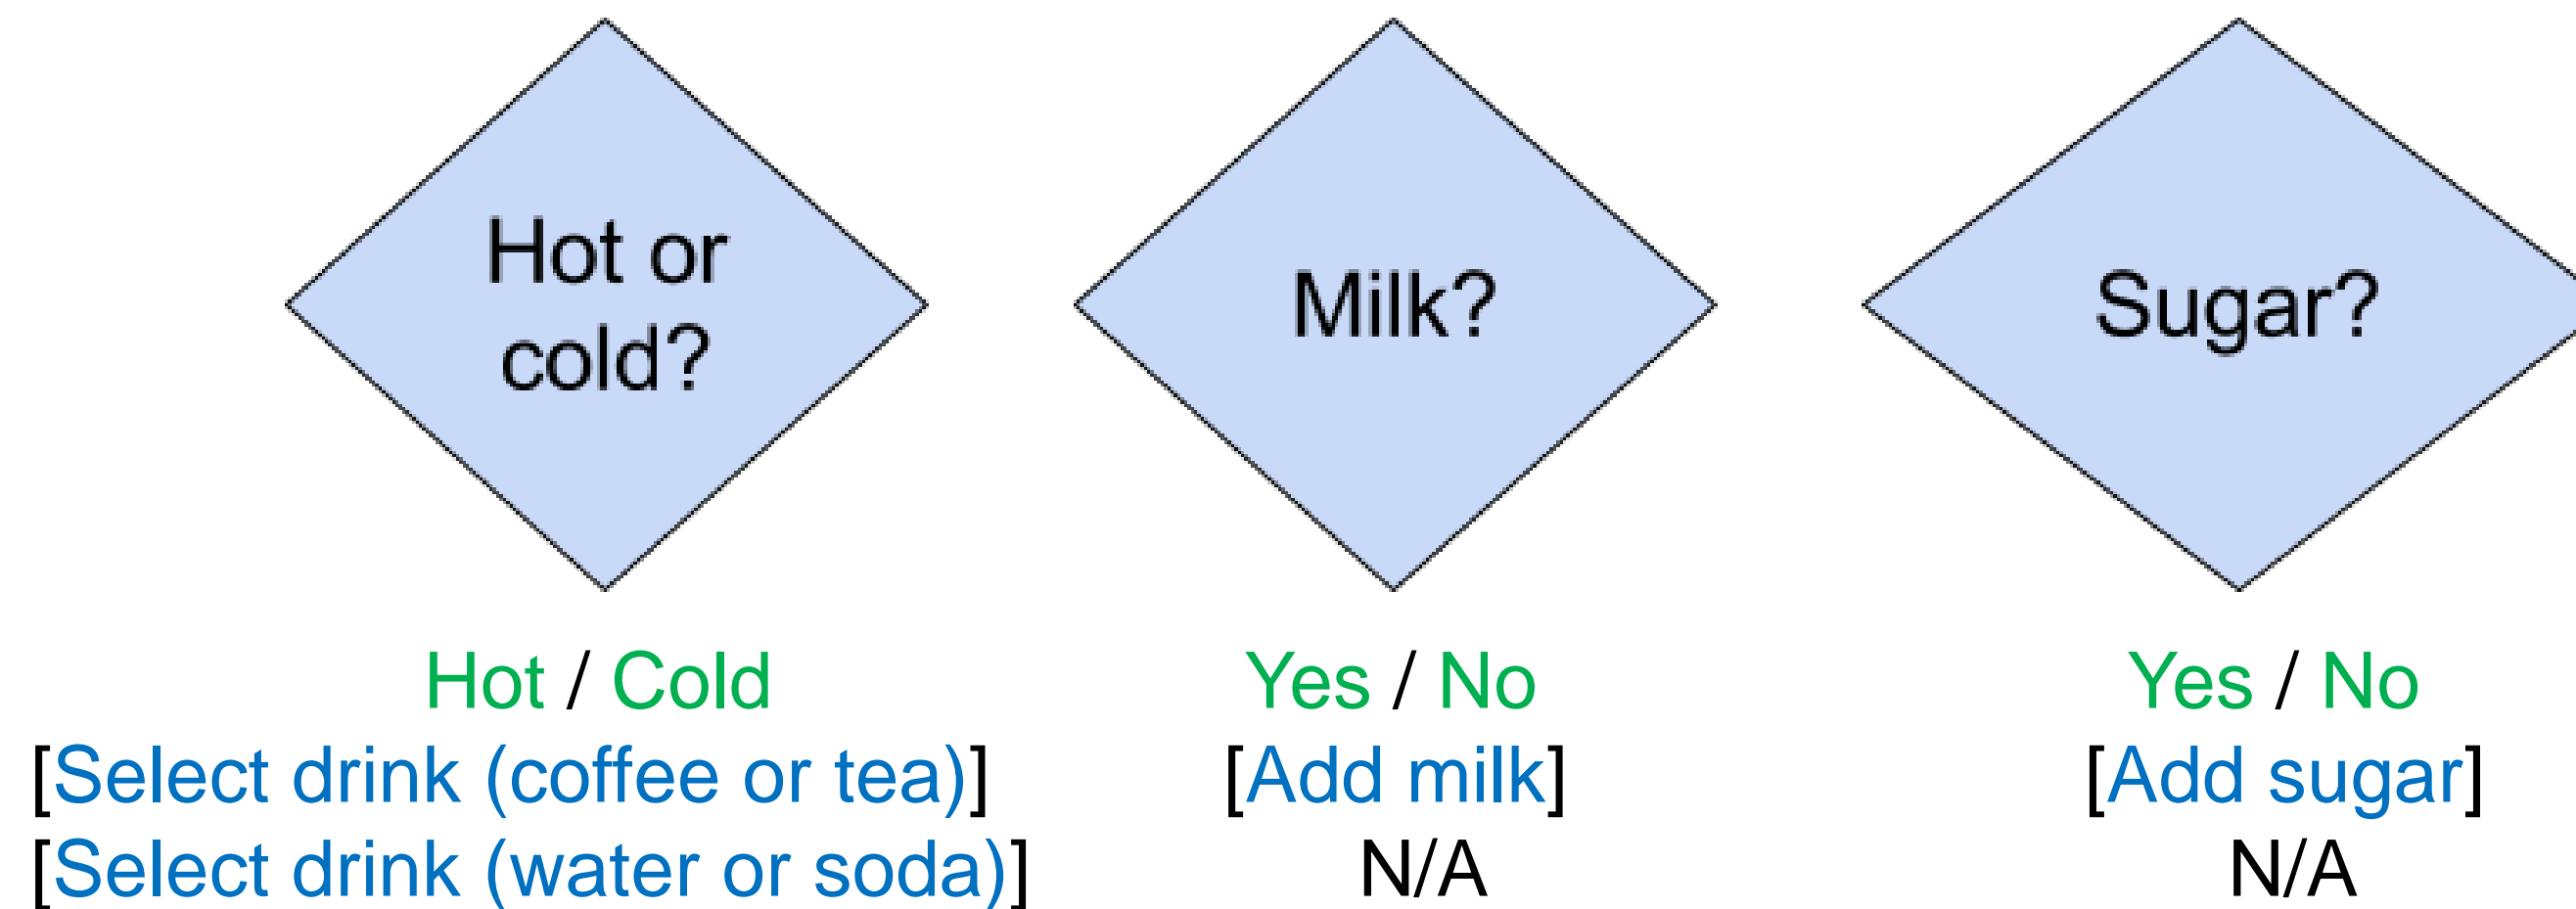 Hot or
cold?
Milk?
Sugar?
Hot / Cold
Yes / No
Yes / No
[Select drink (coffee or tea)]
[Add milk]
[Add sugar]
[Select drink (water or soda)]
N/A
N/A